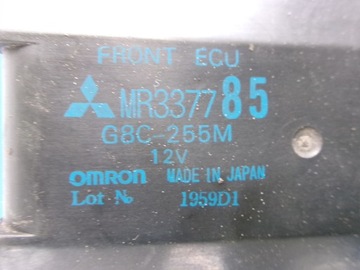 FRONT ECU
MR337785
G8C-255M
12V
OMRON MADE IN JAPAN
Lot № 1959D1